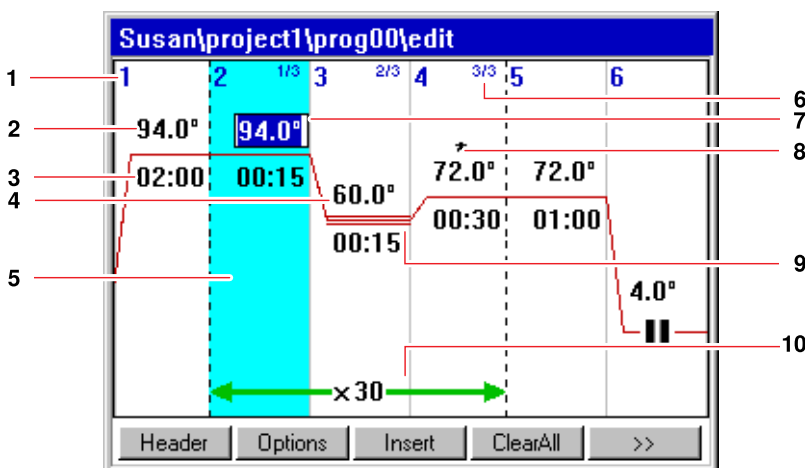 Susan\project1\prog00\edit
1 1 2 1/3 3 2/3 4 3/3 5 6
6
7
2 94.0° 94.0°
8
3 02:00 00:15 72.0° 72.0°
4 60.0°
00:30 01:00
00:15
9
5
4.0°
10
×30
Header Options Insert ClearAll >>